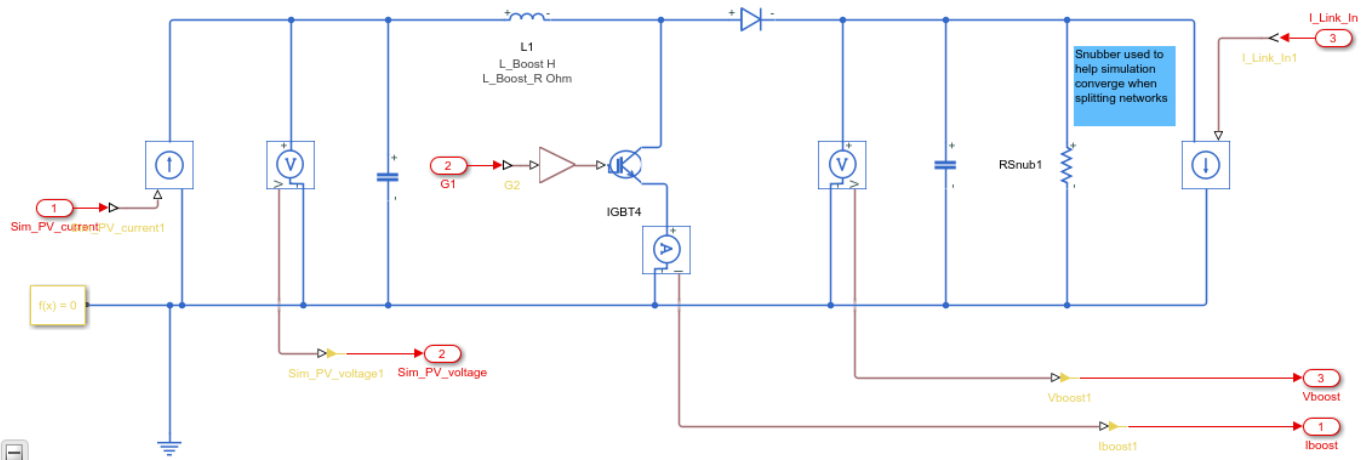 I_Link_In
3
I_Link_In1
L1
L_Boost H
L_Boost_R Ohm
Snubber used to
help simulation
converge when
splitting networks
V
V
2
G1
G2
RSnub1
IGBT4
1
Sim_PV_current
Sim_PV_current1
A
I
f(x) = 0
2
Sim_PV_voltage1
Sim_PV_voltage
3
Vboost1
Vboost
1
Iboost1
Iboost